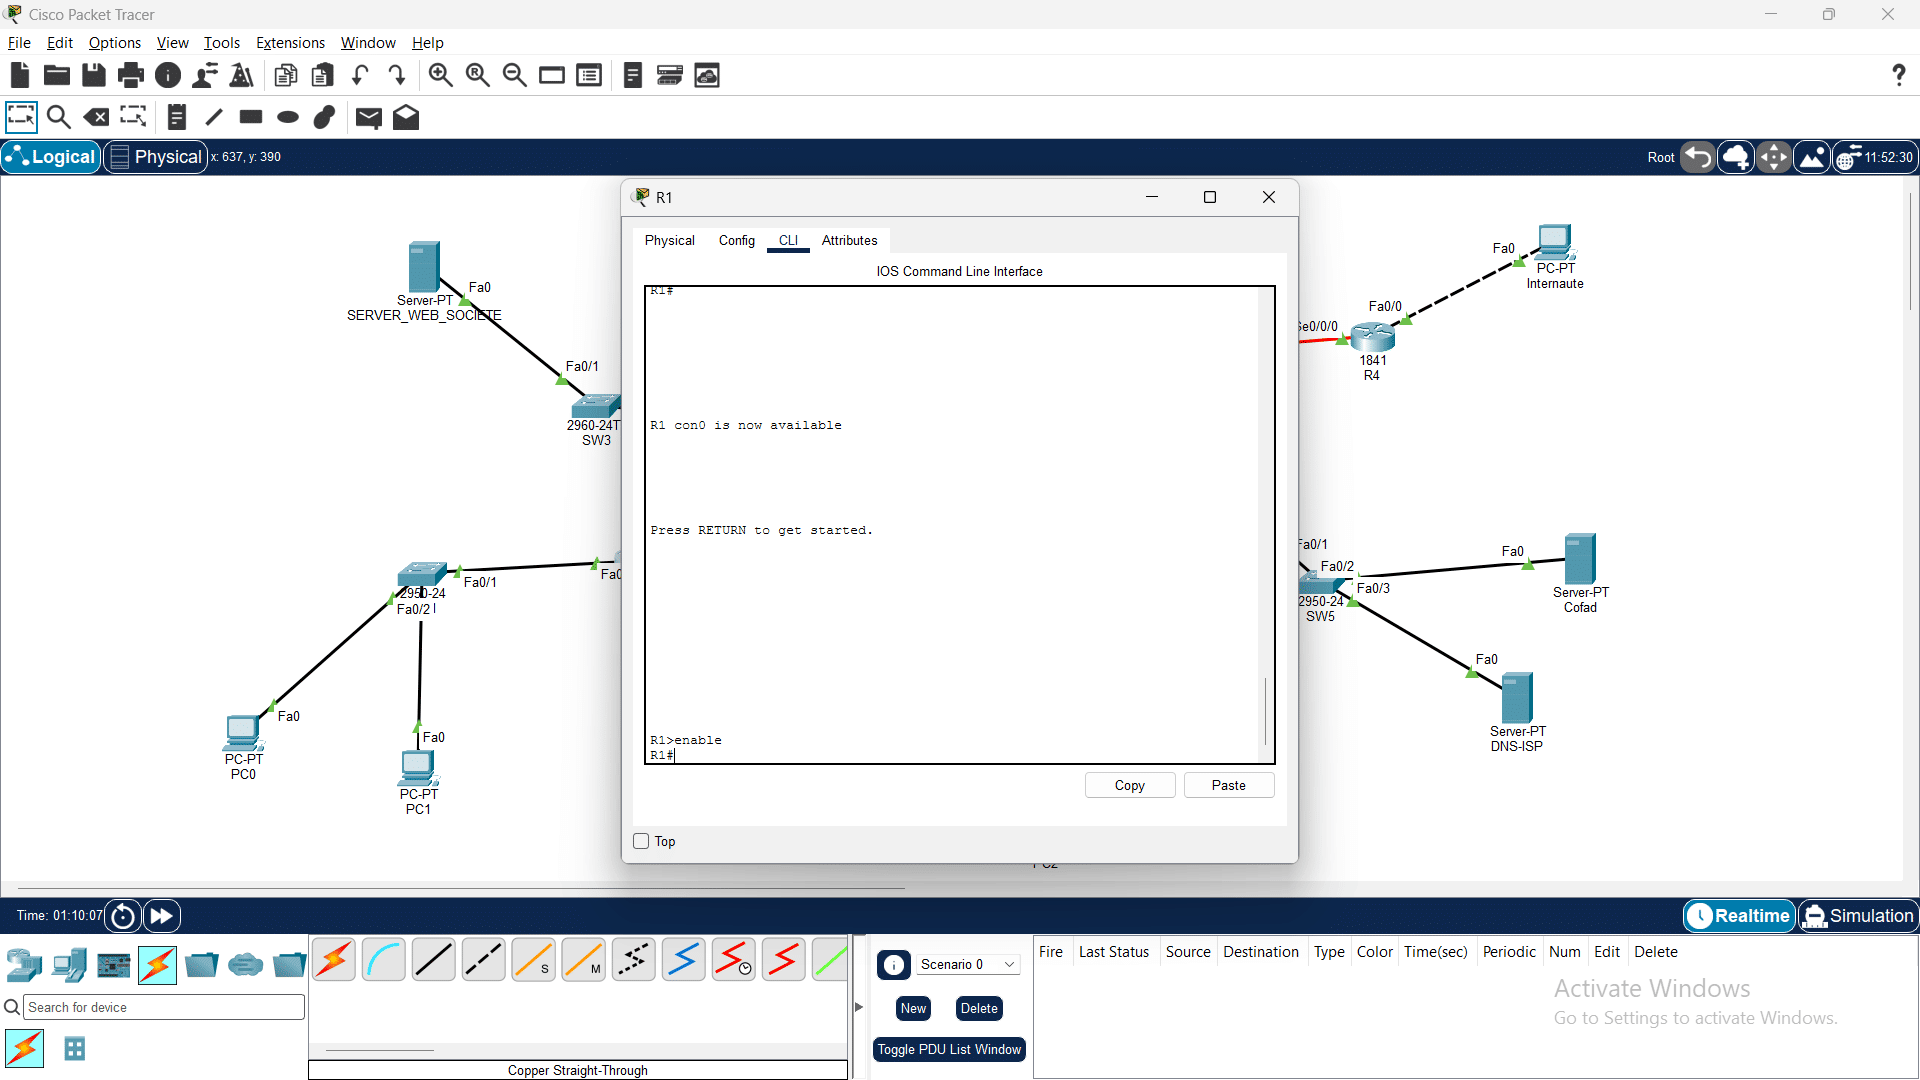 Cisco Packet Tracer
File Edit Options View Tools Extensions Window Help
Logical Physical x: 637, y: 390 Root 11:52:30
R1
Physical Config CLI Attributes
IOS Command Line Interface
R1#
R1 con0 is now available
Press RETURN to get started.
R1>enable
R1#
Copy Paste
Top
Fa0
Server-PT
SERVER_WEB_SOCIETE
Fa0/1
2960-24T
SW3
Fa0/1
2950-24
Fa0/2
Fa0
PC-PT
PC0
Fa0
PC-PT
PC1
Fa0
PC-PT
Internaute
Fa0/0
Se0/0/0
1841
R4
Fa0/1
Fa0/2
Fa0/3
2950-24
SW5
Fa0
Server-PT
Cofad
Fa0
Server-PT
DNS-ISP
PC2
Time: 01:10:07 Realtime Simulation
Search for device
S M
Copper Straight-Through
Scenario 0
New Delete
Toggle PDU List Window
Fire Last Status Source Destination Type Color Time(sec) Periodic Num Edit Delete
Activate Windows
Go to Settings to activate Windows.